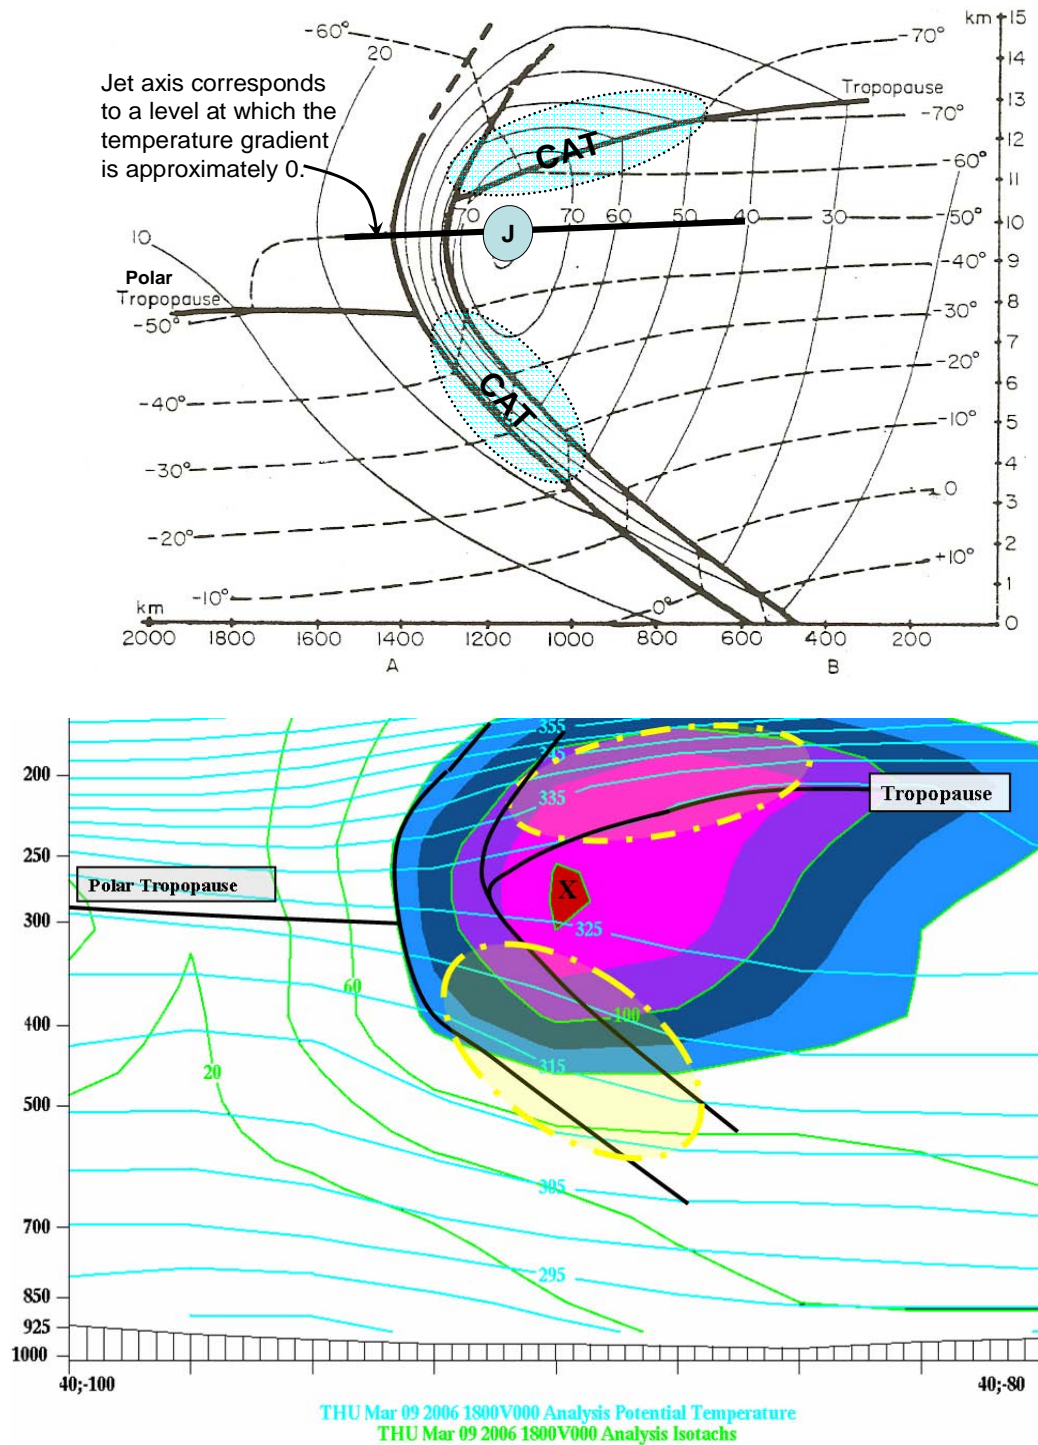 km 15
-60°
20
-70°
14
Jet axis corresponds
to a level at which the
temperature gradient
is approximately 0.
Tropopause
13
-70°
12
CAT
-60°
11
70 J 70 60 50 40 30 -50° 10
10
-40° 9
Polar
Tropopause
8
-50°
-30°
7
-20° 6
CAT
-40°
-10° 5
4
-30°
0 3
-20°
2
+10°
1
-10°
0°
km
0
2000 1800 1600 1400 1200 1000 800 600 400 200
A B
355
200
335
Tropopause
250
Polar Tropopause
X
300
325
60
100
400
315
20
500
305
700
295
850
925
1000
40;-100 40;-80
THU Mar 09 2006 1800V000 Analysis Potential Temperature
THU Mar 09 2006 1800V000 Analysis Isotachs